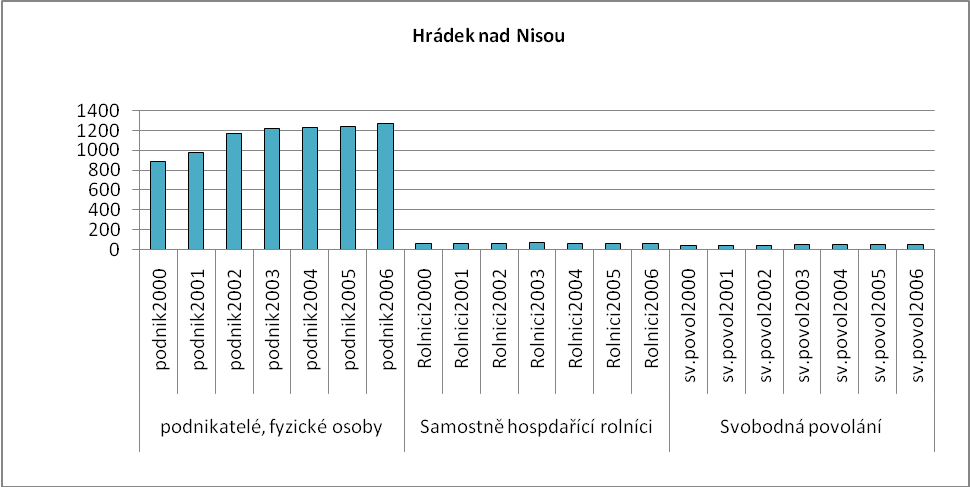 Hrádek nad Nisou
1400
1200
1000
800
600
400
200
0
podnik2000
podnik2001
podnik2002
podnik2003
podnik2004
podnik2005
podnik2006
Rolnici2000
Rolnici2001
Rolnici2002
Rolnici2003
Rolnici2004
Rolnici2005
Rolnici2006
sv.povol2000
sv.povol2001
sv.povol2002
sv.povol2003
sv.povol2004
sv.povol2005
sv.povol2006
podnikatelé, fyzické osoby
Samostně hospdařící rolníci
Svobodná povolání